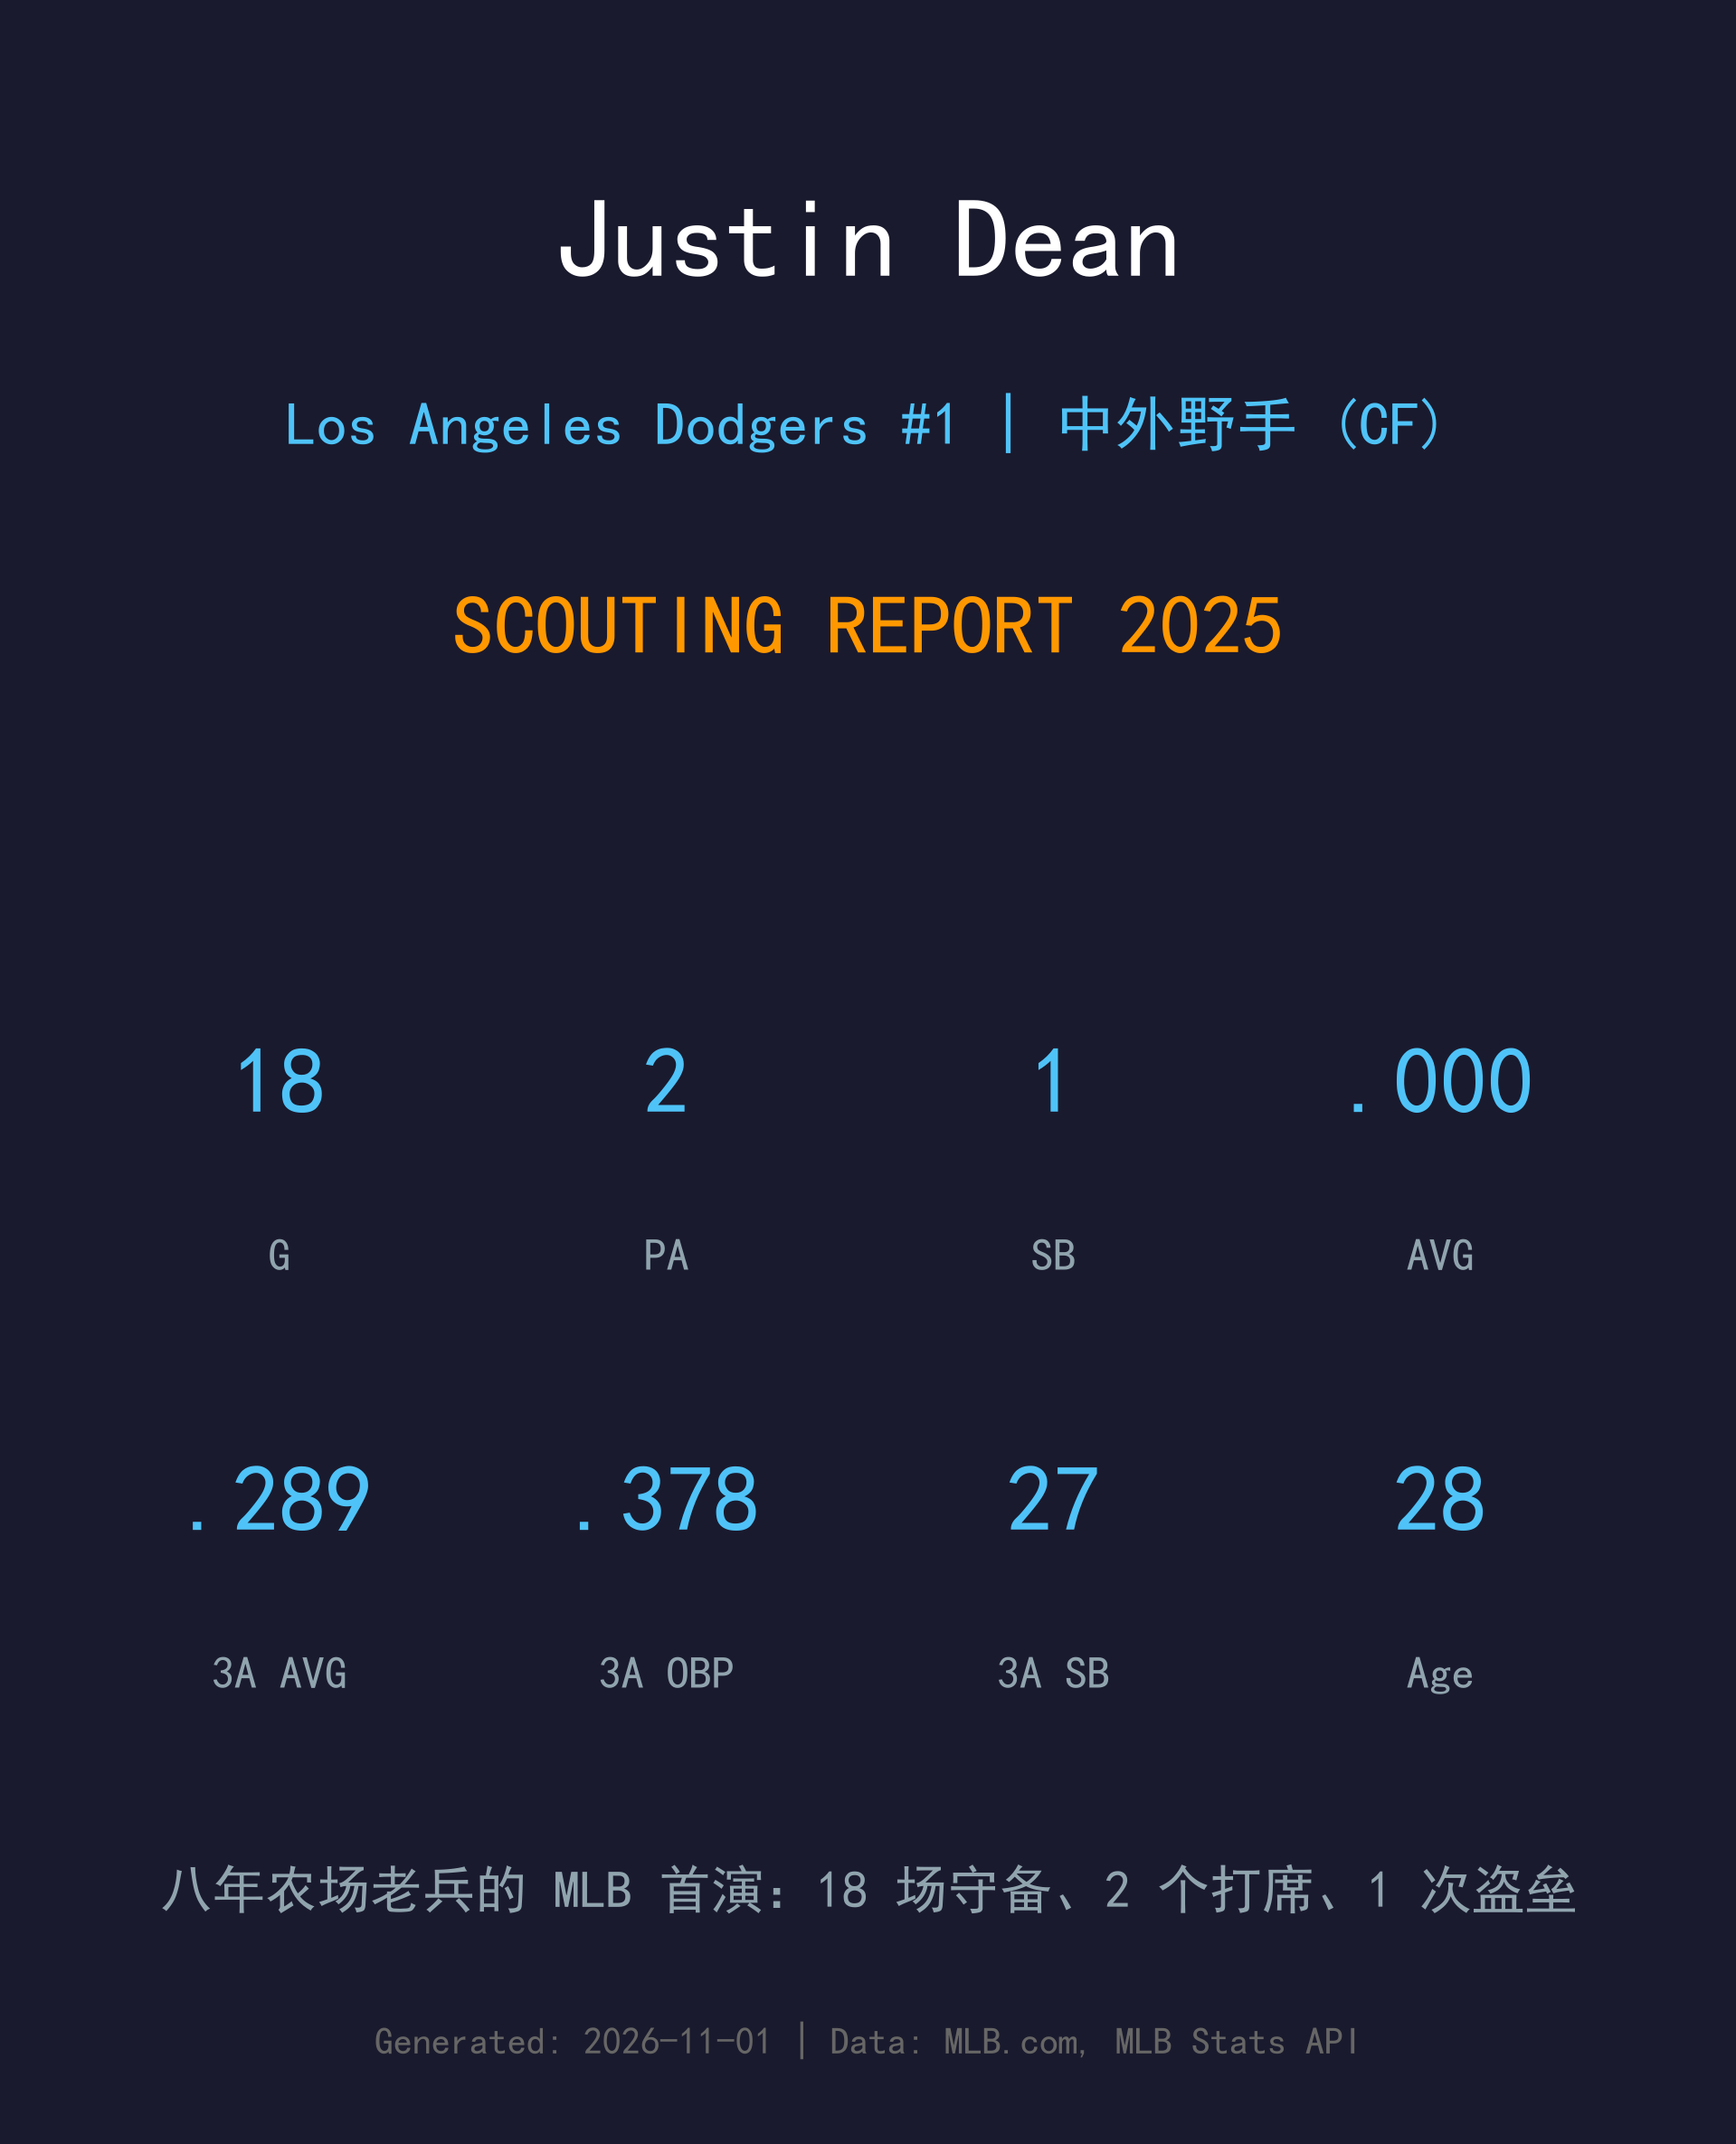 Justin Dean
Los Angeles Dodgers #1 | 中外野手 (CF)
SCOUTING REPORT 2025
18 2 1 .000
G PA SB AVG
.289 .378 27 28
3A AVG 3A OBP 3A SB Age
八年农场老兵的 MLB 首演: 18 场守备、2 个打席、1 次盗垒
Generated: 2026-11-01 | Data: MLB.com, MLB Stats API